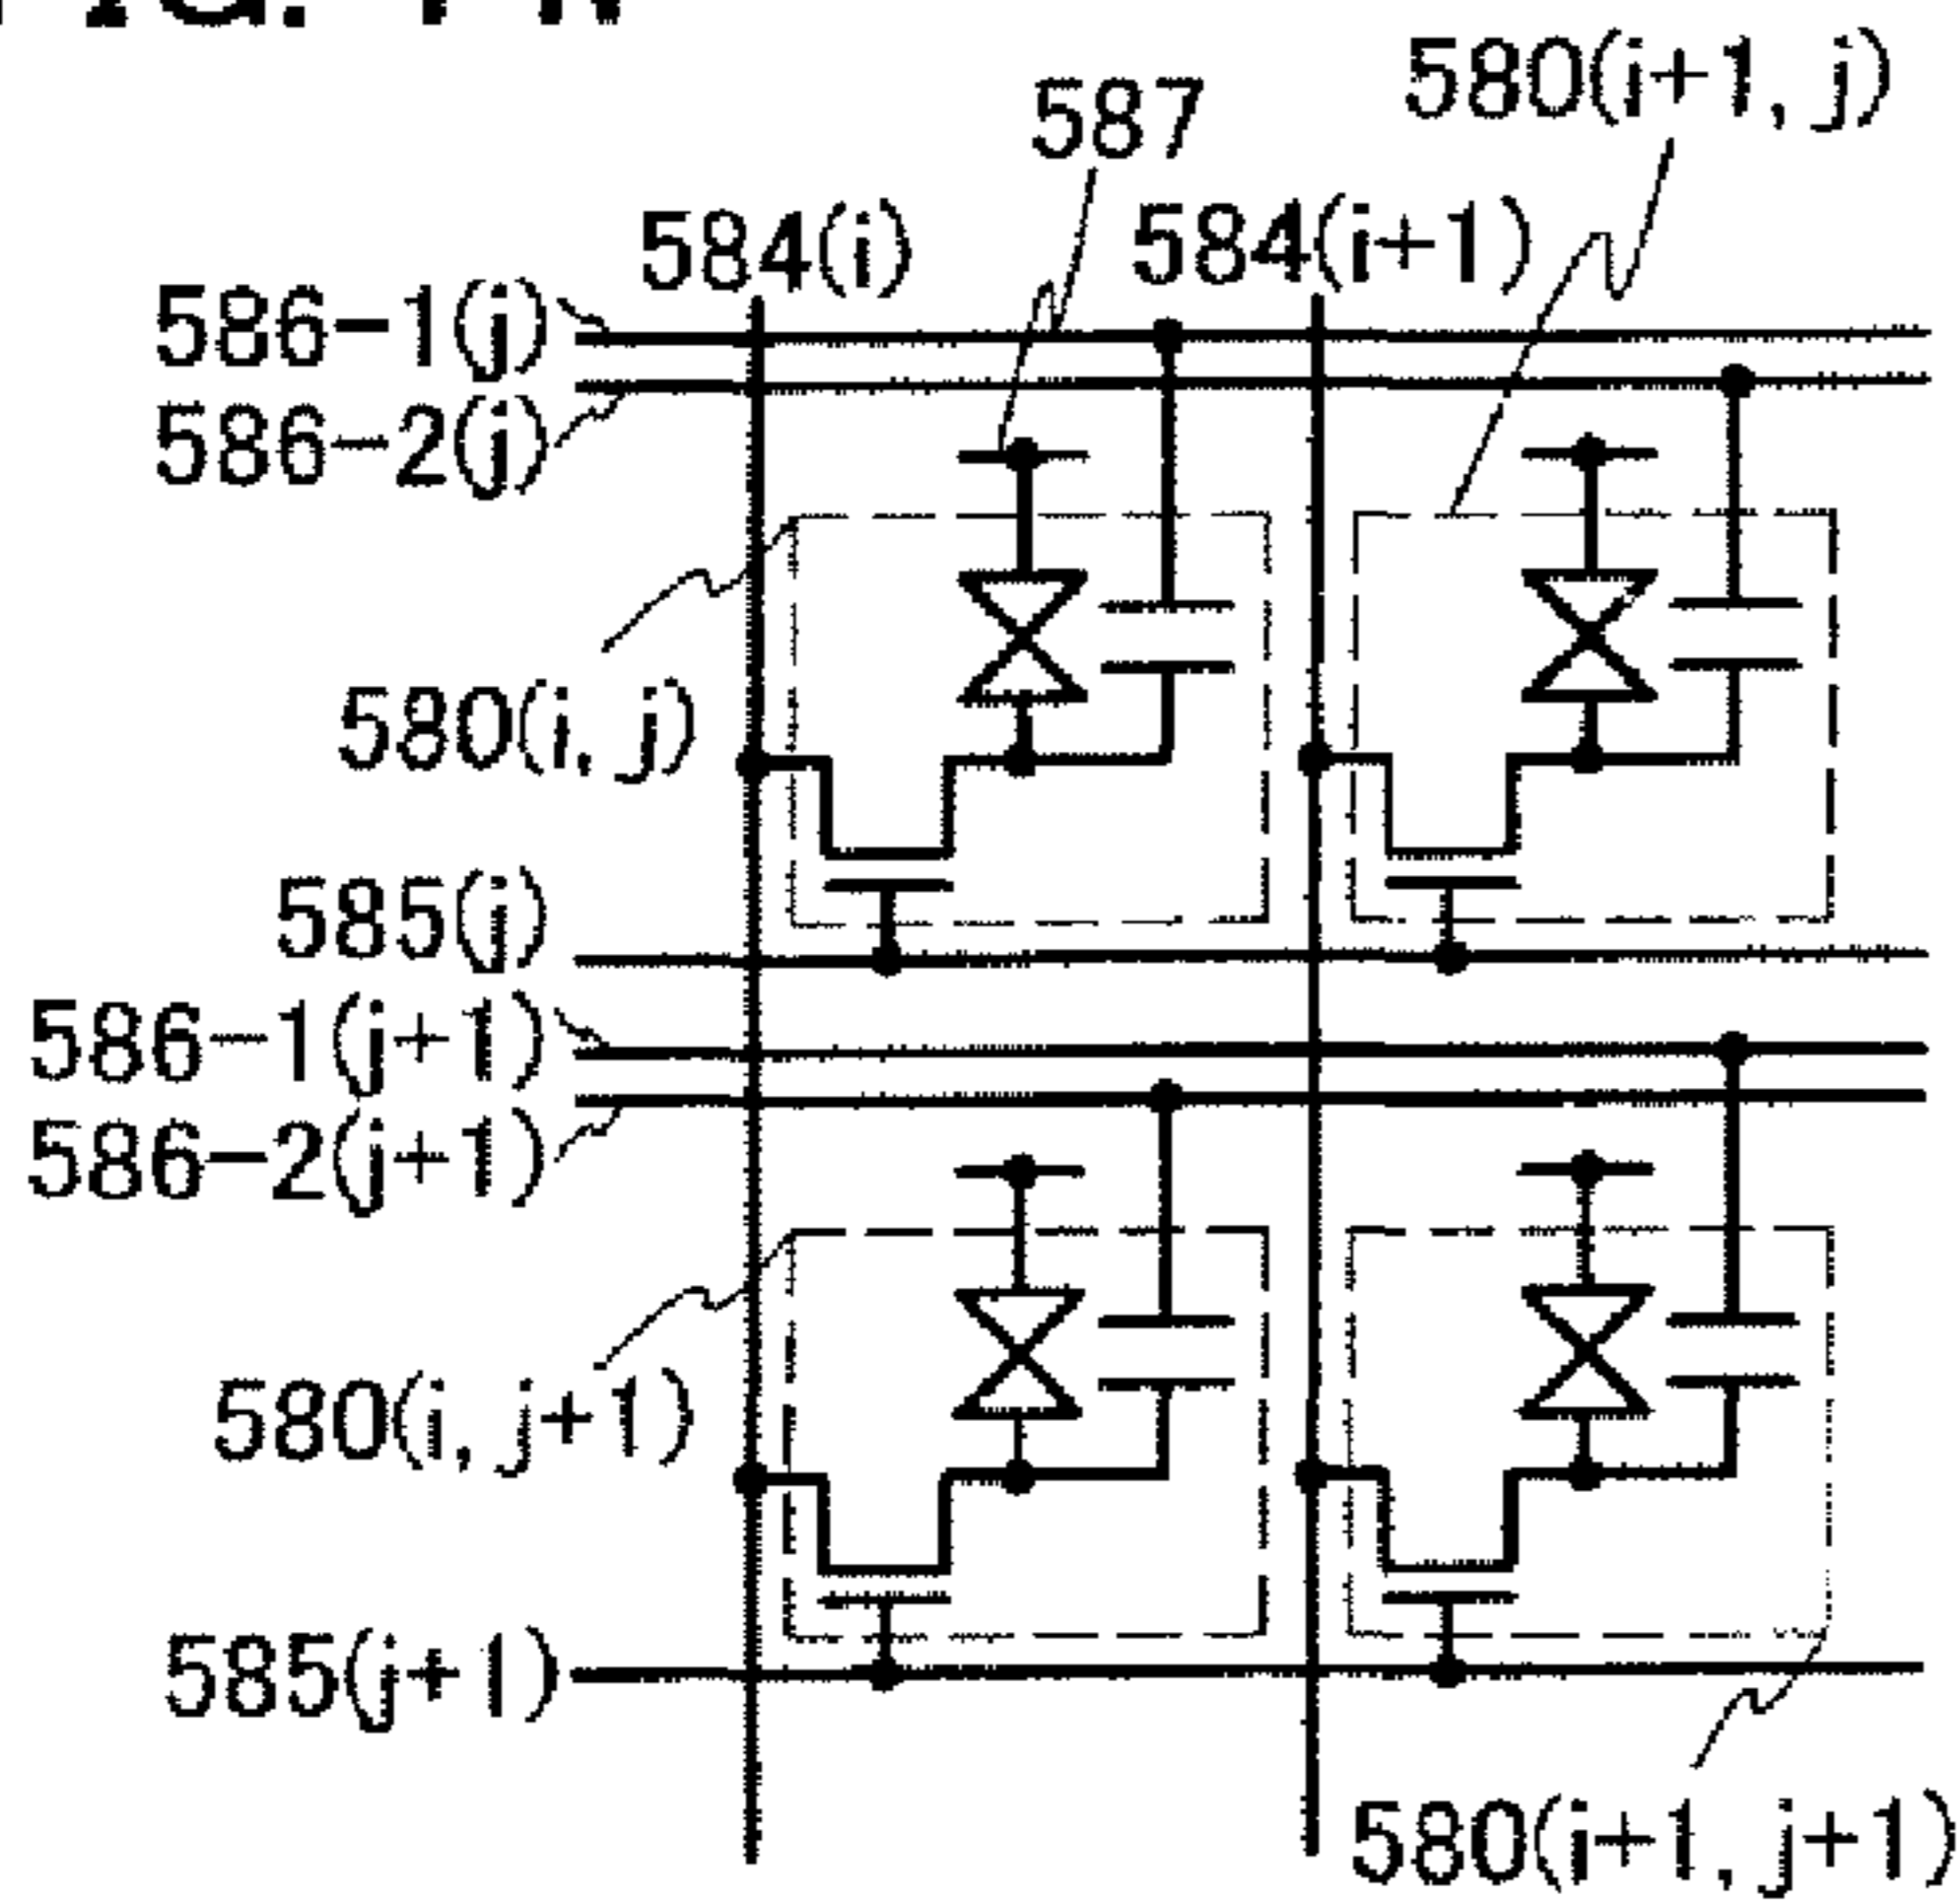 580(i+1, j)
587
584(i) 584(i+1)
586-1(j)
586-2(j)
580(i, j)
585(j)
586-1(j+1)
586-2(j+1)
580(i, j+1)
585(j+1)
580(i+1, j+1)